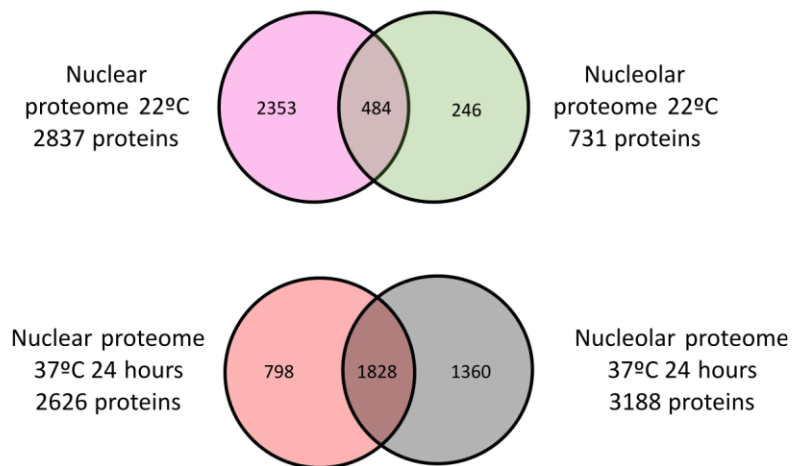 Nuclear
proteome 22ºC
2837 proteins
2353
484
246
Nucleolar
proteome 22ºC
731 proteins
Nuclear proteome
37ºC 24 hours
2626 proteins
798
1828
1360
Nucleolar proteome
37ºC 24 hours
3188 proteins